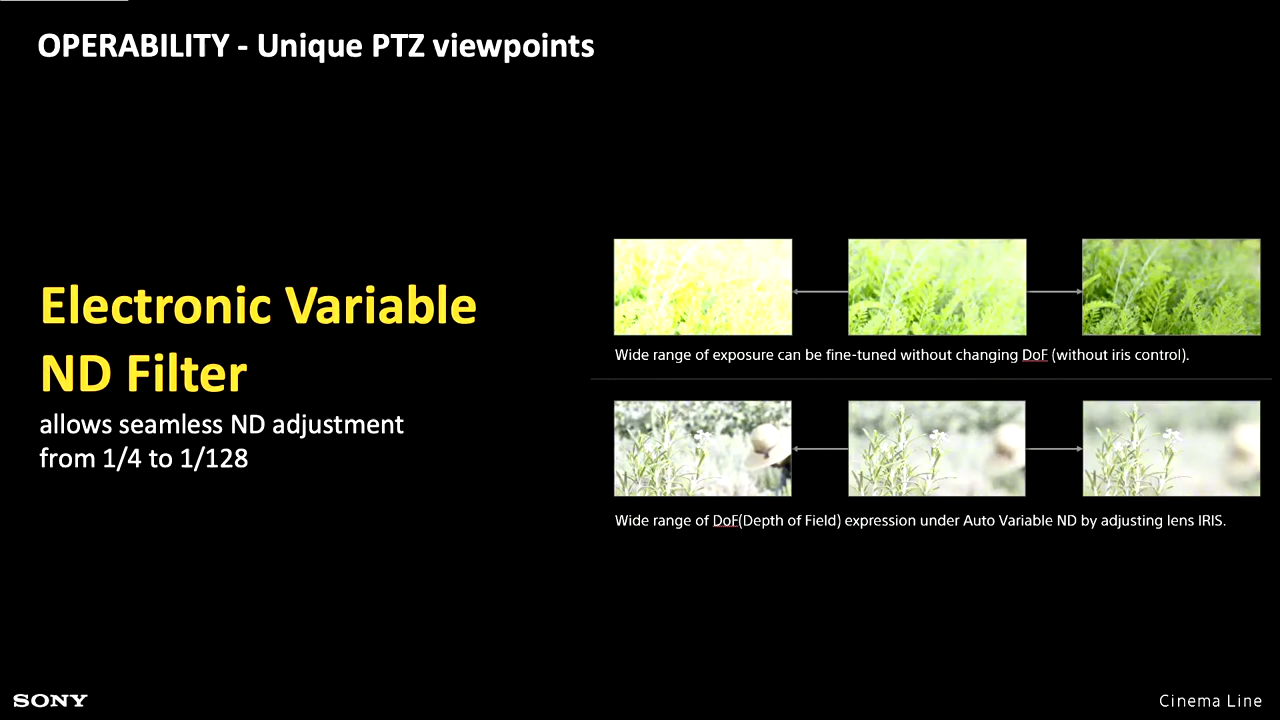 OPERABILITY - Unique PTZ viewpoints
Electronic Variable
ND Filter
allows seamless ND adjustment
from 1/4 to 1/128
Wide range of exposure can be fine-tuned without changing DoF (without iris control).
Wide range of DoF(Depth of Field) expression under Auto Variable ND by adjusting lens IRIS.
SONY
Cinema Line